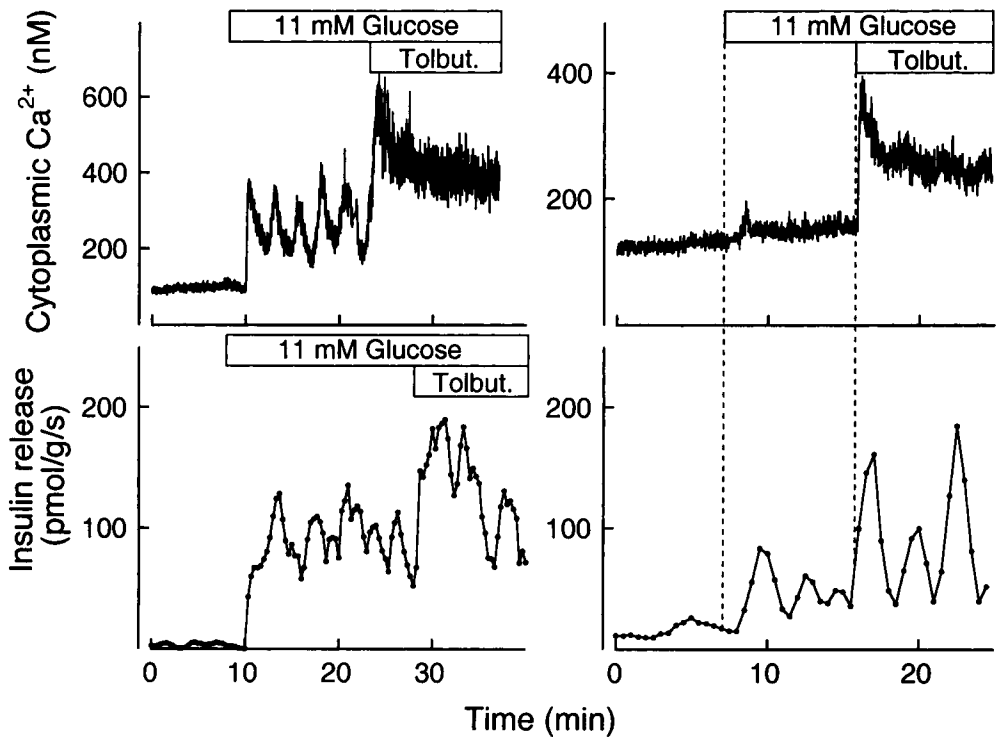 11 mM Glucose
Tolbut.
Cytoplasmic Ca²⁺ (nM)
600
400
200
11 mM Glucose
Tolbut.
400
200
11 mM Glucose
Tolbut.
Insulin release
(pmol/g/s)
200
100
0
10
20
30
200
100
0
10
20
Time (min)